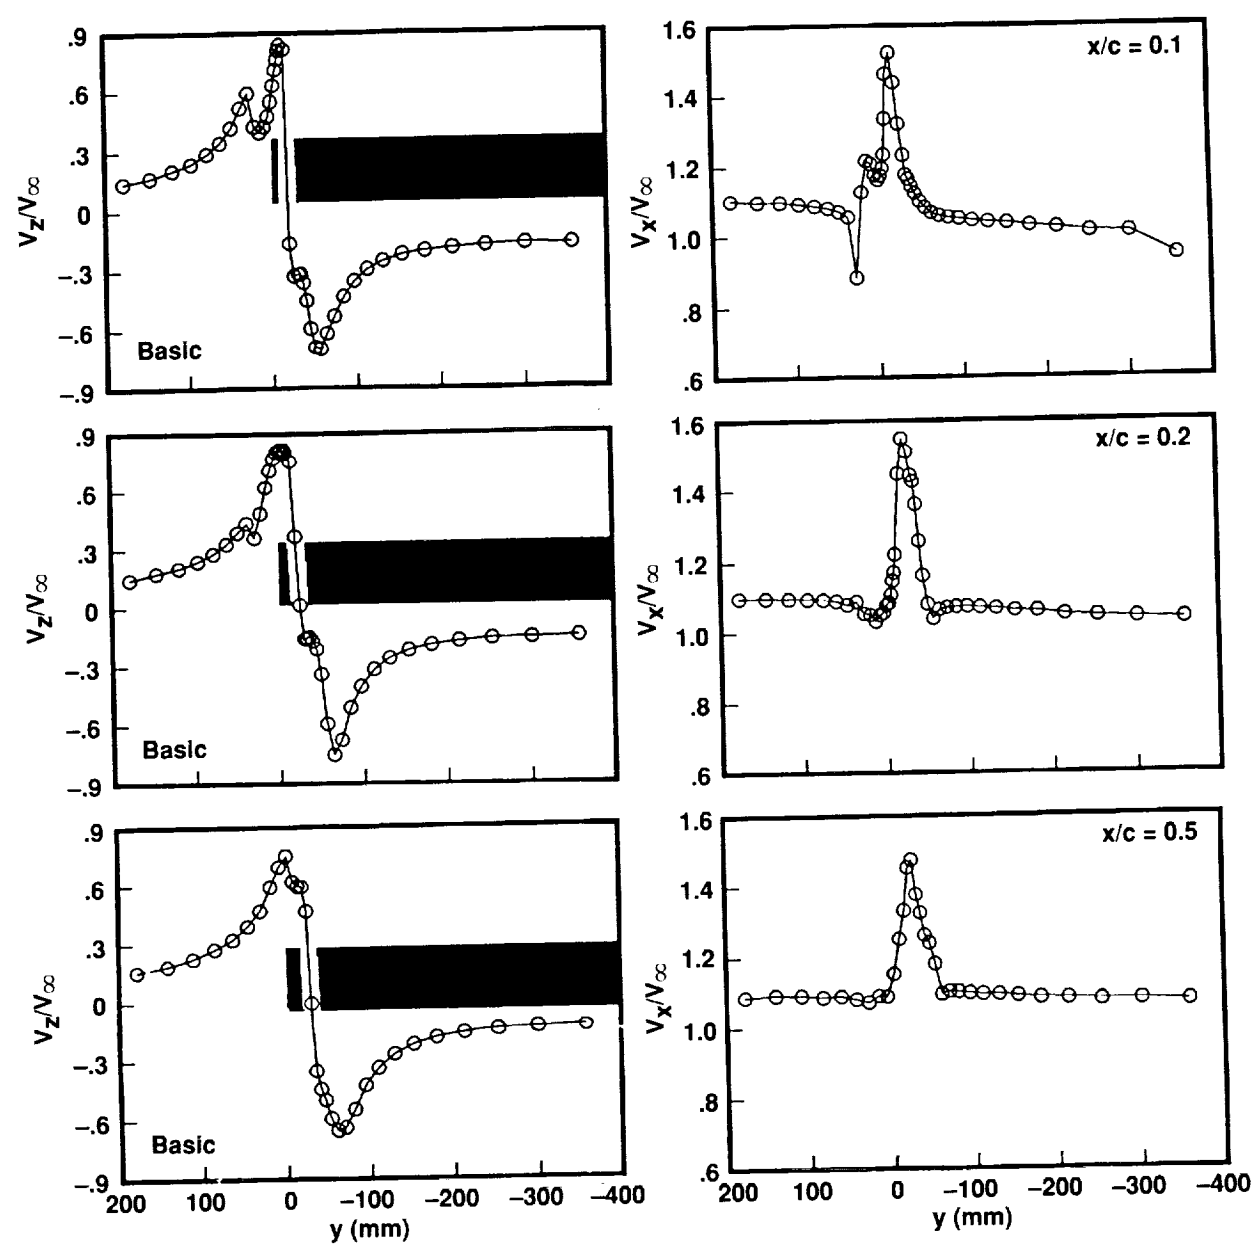 .9
.6
.3
0
–.3
–.6
–.9
Vz/V∞
Basic
1.6
1.4
1.2
1.0
.8
.6
Vx/V∞
x/c = 0.1
.9
.6
.3
0
–.3
–.6
–.9
Vz/V∞
Basic
1.6
1.4
1.2
1.0
.8
.6
Vx/V∞
x/c = 0.2
.9
.6
.3
0
–.3
–.6
–.9
Vz/V∞
Basic
200 100 0 –100 –200 –300 –400
y (mm)
1.6
1.4
1.2
1.0
.8
.6
Vx/V∞
x/c = 0.5
200 100 0 –100 –200 –300 –400
y (mm)